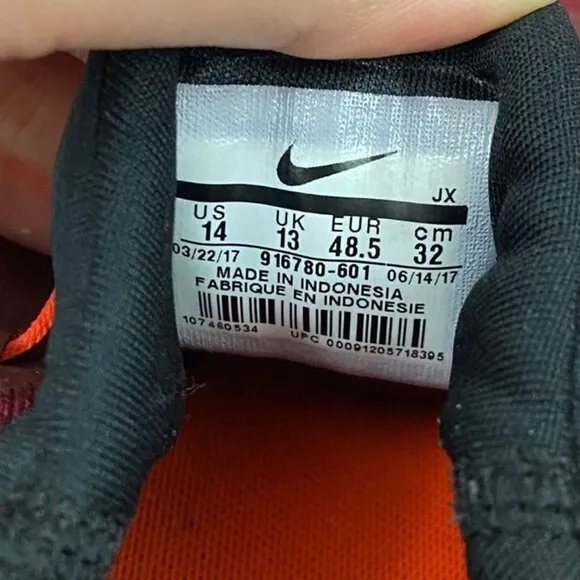 JX
US UK EUR cm
14 13 48.5 32
03/22/17 916780-601 06/14/17
MADE IN INDONESIA
FABRIQUE EN INDONESIE
107460534 UPC 00091205718395